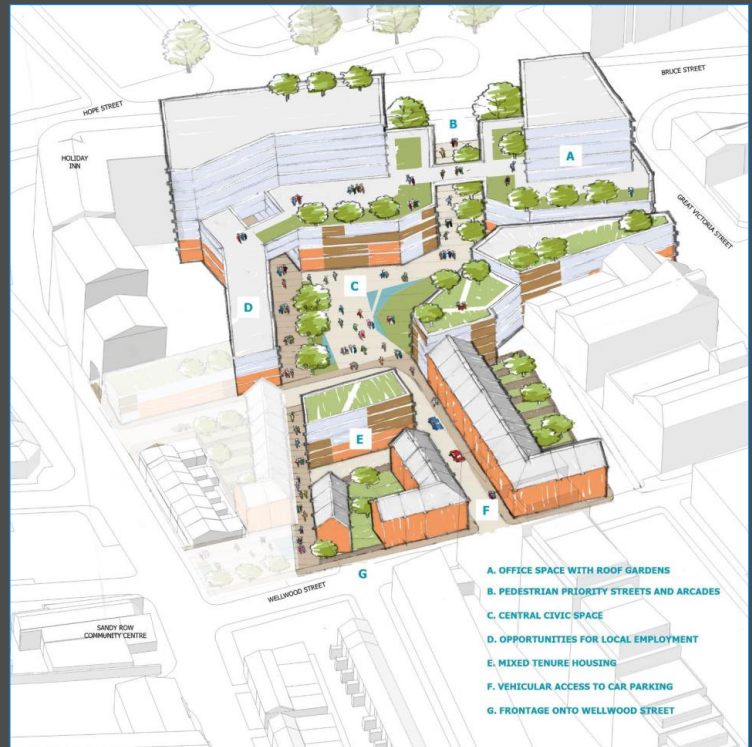 BRUCE STREET
HOPE STREET
B
A
HOLIDAY
INN
GREAT VICTORIA STREET
C
D
E
F
G
WELLWOOD STREET
SANDY ROW
COMMUNITY CENTRE
A. OFFICE SPACE WITH ROOF GARDENS
B. PEDESTRIAN PRIORITY STREETS AND ARCADES
C. CENTRAL CIVIC SPACE
D. OPPORTUNITIES FOR LOCAL EMPLOYMENT
E. MIXED TENURE HOUSING
F. VEHICULAR ACCESS TO CAR PARKING
G. FRONTAGE ONTO WELLWOOD STREET